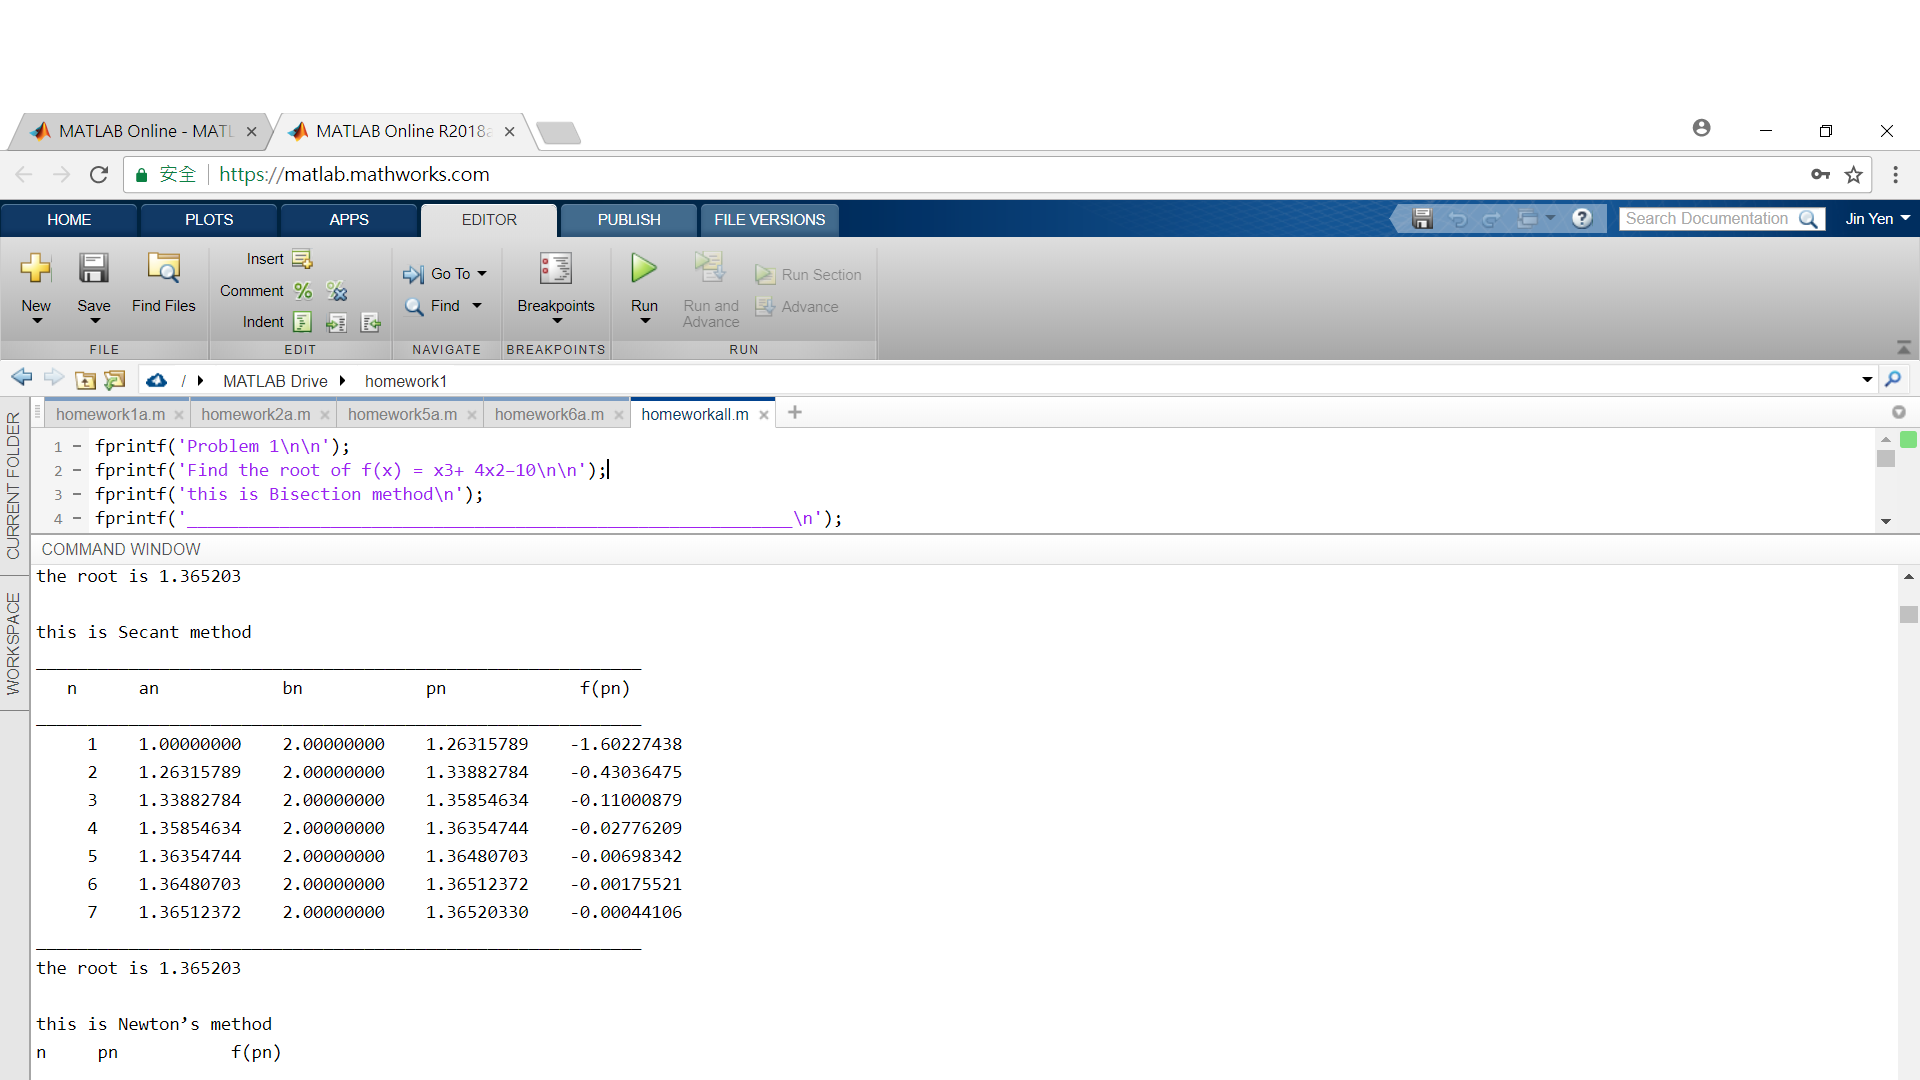 MATLAB Online - MATL
MATLAB Online R2018a
安全 https://matlab.mathworks.com
HOME PLOTS APPS EDITOR PUBLISH FILE VERSIONS Search Documentation Jin Yen
New Save Find Files Insert Comment Indent Go To Find Breakpoints Run Run and Advance Run Section Advance
FILE EDIT NAVIGATE BREAKPOINTS RUN
/ MATLAB Drive homework1
homework1a.m homework2a.m homework5a.m homework6a.m homeworkall.m
CURRENT FOLDER
WORKSPACE
1 fprintf('Problem 1\n\n');
2 fprintf('Find the root of f(x) = x3+ 4x2−10\n\n');
3 fprintf('this is Bisection method\n');
4 fprintf('___________________________________________________________\n');
COMMAND WINDOW
the root is 1.365203
this is Secant method
___________________________________________________________
n an bn pn f(pn)
___________________________________________________________
1 1.00000000 2.00000000 1.26315789 -1.60227438
2 1.26315789 2.00000000 1.33882784 -0.43036475
3 1.33882784 2.00000000 1.35854634 -0.11000879
4 1.35854634 2.00000000 1.36354744 -0.02776209
5 1.36354744 2.00000000 1.36480703 -0.00698342
6 1.36480703 2.00000000 1.36512372 -0.00175521
7 1.36512372 2.00000000 1.36520330 -0.00044106
___________________________________________________________
the root is 1.365203
this is Newton’s method
n pn f(pn)